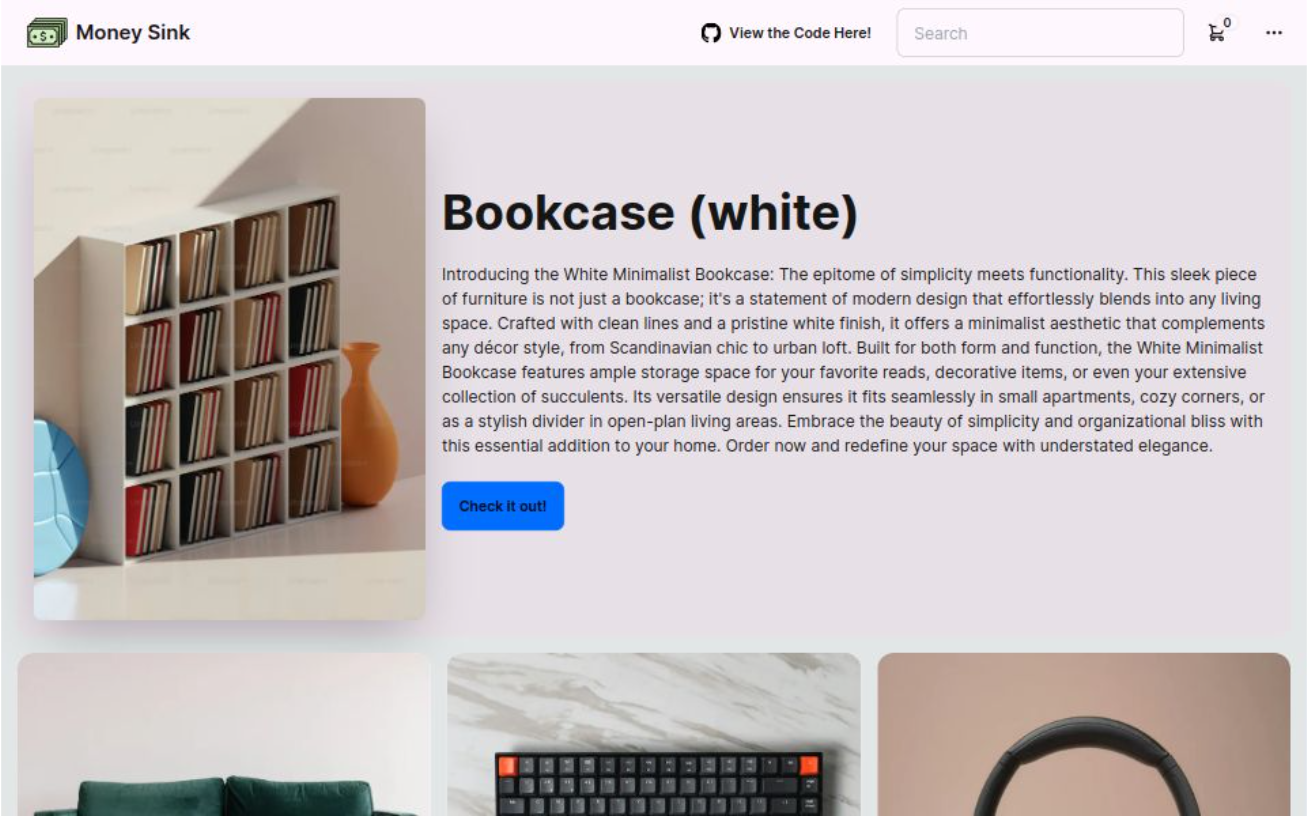 Money Sink
View the Code Here!
Search
0
Bookcase (white)
Introducing the White Minimalist Bookcase: The epitome of simplicity meets functionality. This sleek piece
of furniture is not just a bookcase; it's a statement of modern design that effortlessly blends into any living
space. Crafted with clean lines and a pristine white finish, it offers a minimalist aesthetic that complements
any décor style, from Scandinavian chic to urban loft. Built for both form and function, the White Minimalist
Bookcase features ample storage space for your favorite reads, decorative items, or even your extensive
collection of succulents. Its versatile design ensures it fits seamlessly in small apartments, cozy corners, or
as a stylish divider in open-plan living areas. Embrace the beauty of simplicity and organizational bliss with
this essential addition to your home. Order now and redefine your space with understated elegance.
Check it out!